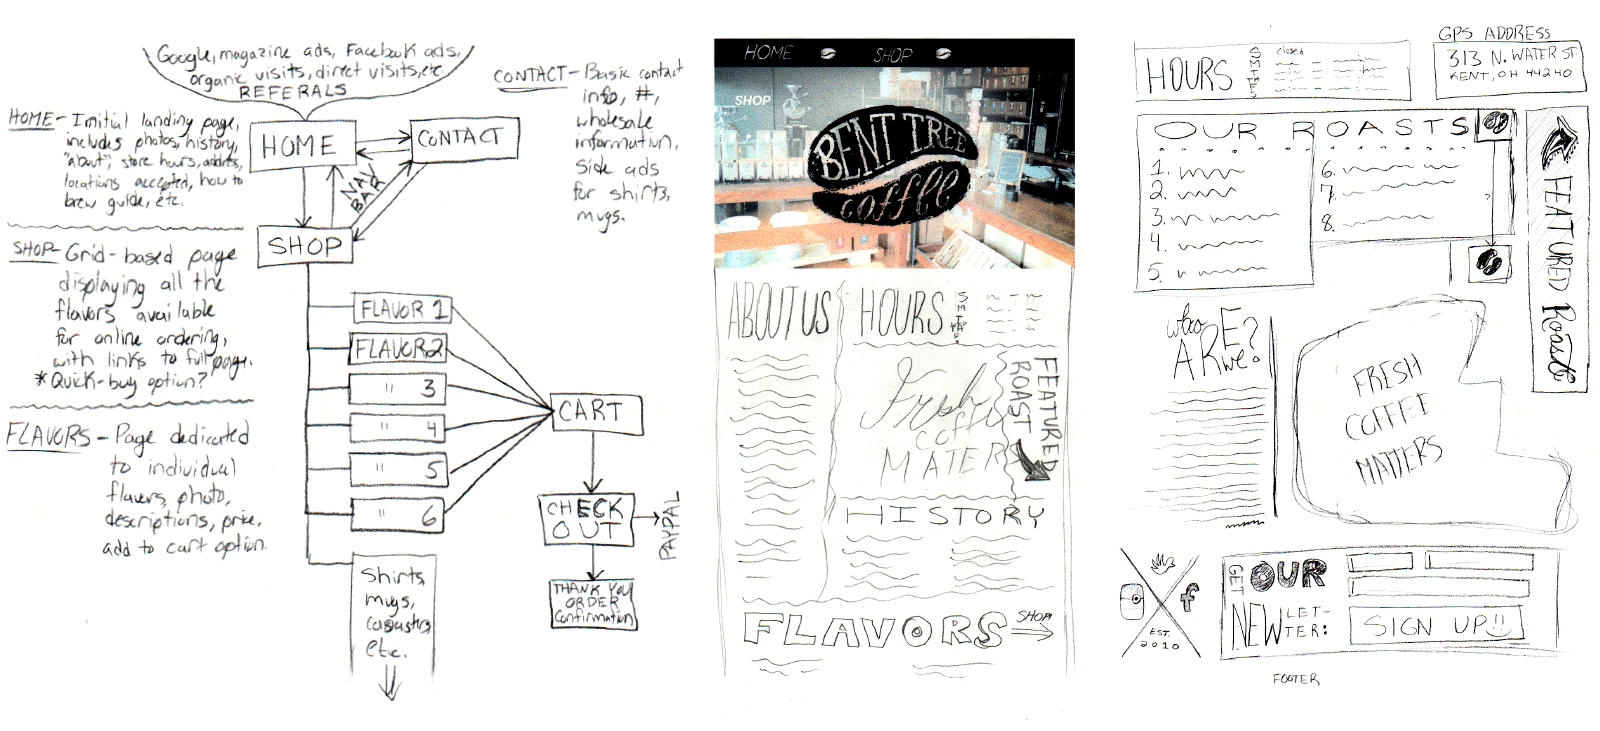 Google, magazine ads, Facebook ads,
organic visits, direct visits, etc.
REFERALS
HOME - Initial landing page,
includes photos, history,
"about", store hours, address,
locations accepted, how to
brew guide, etc.
HOME
CONTACT
NAV
BAR
SHOP
CONTACT - Basic contact
info, #,
wholesale
information,
side ads
for shirts,
mugs.
SHOP - Grid-based page
displaying all the
flavors available
for online ordering,
with links to full page.
* Quick-buy option?
FLAVORS - Page dedicated
to individual
flavors, photo,
descriptions, price,
add to cart option.
FLAVOR 1
FLAVOR 2
" 3
" 4
" 5
" 6
Shirts,
mugs,
etc.
CART
CHECK
OUT
PAYPAL
THANK YOU
ORDER
Confirmation
HOME SHOP
SHOP
BENT TREE
coffee
ABOUT US
HOURS
S
M
T
Fresh
coffee
MATER
FEATURED
ROAST
HISTORY
FLAVORS
SHOP
GPS ADDRESS
313 N. WATER ST.
KENT, OH 44240
HOURS
S
M
T
closed
OUR ROASTS
1.
2.
3.
4.
5.
6.
7.
8.
?
FEATURED Roasts
who
ARE
we?
FRESH
COFFEE
MATTERS
f
EST.
2010
GET OUR
NEWLET-
TER:
SIGN UP!!
FOOTER